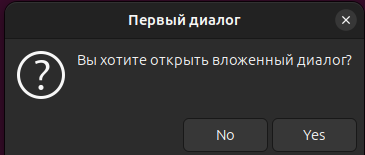 Первый диалог
Вы хотите открыть вложенный диалог?
No
Yes